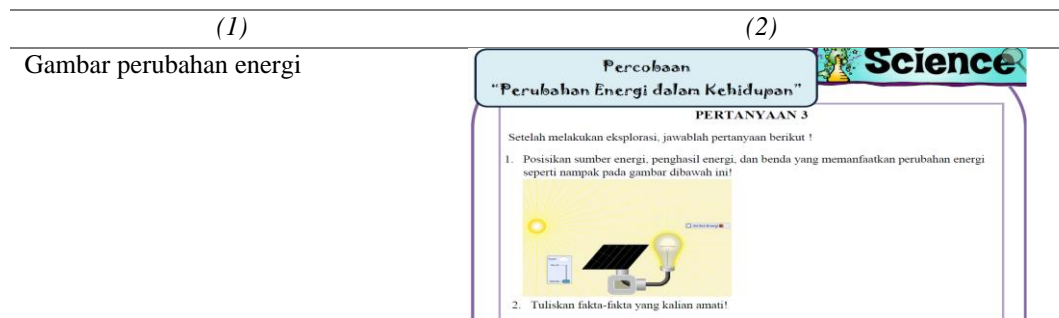 (1) (2)
Gambar perubahan energi
Science
Percobaan
"Perubahan Energi dalam Kehidupan"
PERTANYAAN 3
Setelah melakukan eksplorasi, jawablah pertanyaan berikut !
1. Posisikan sumber energi, penghasil energi, dan benda yang memanfaatkan perubahan energi
seperti nampak pada gambar dibawah ini!
2. Tuliskan fakta-fakta yang kalian amati!